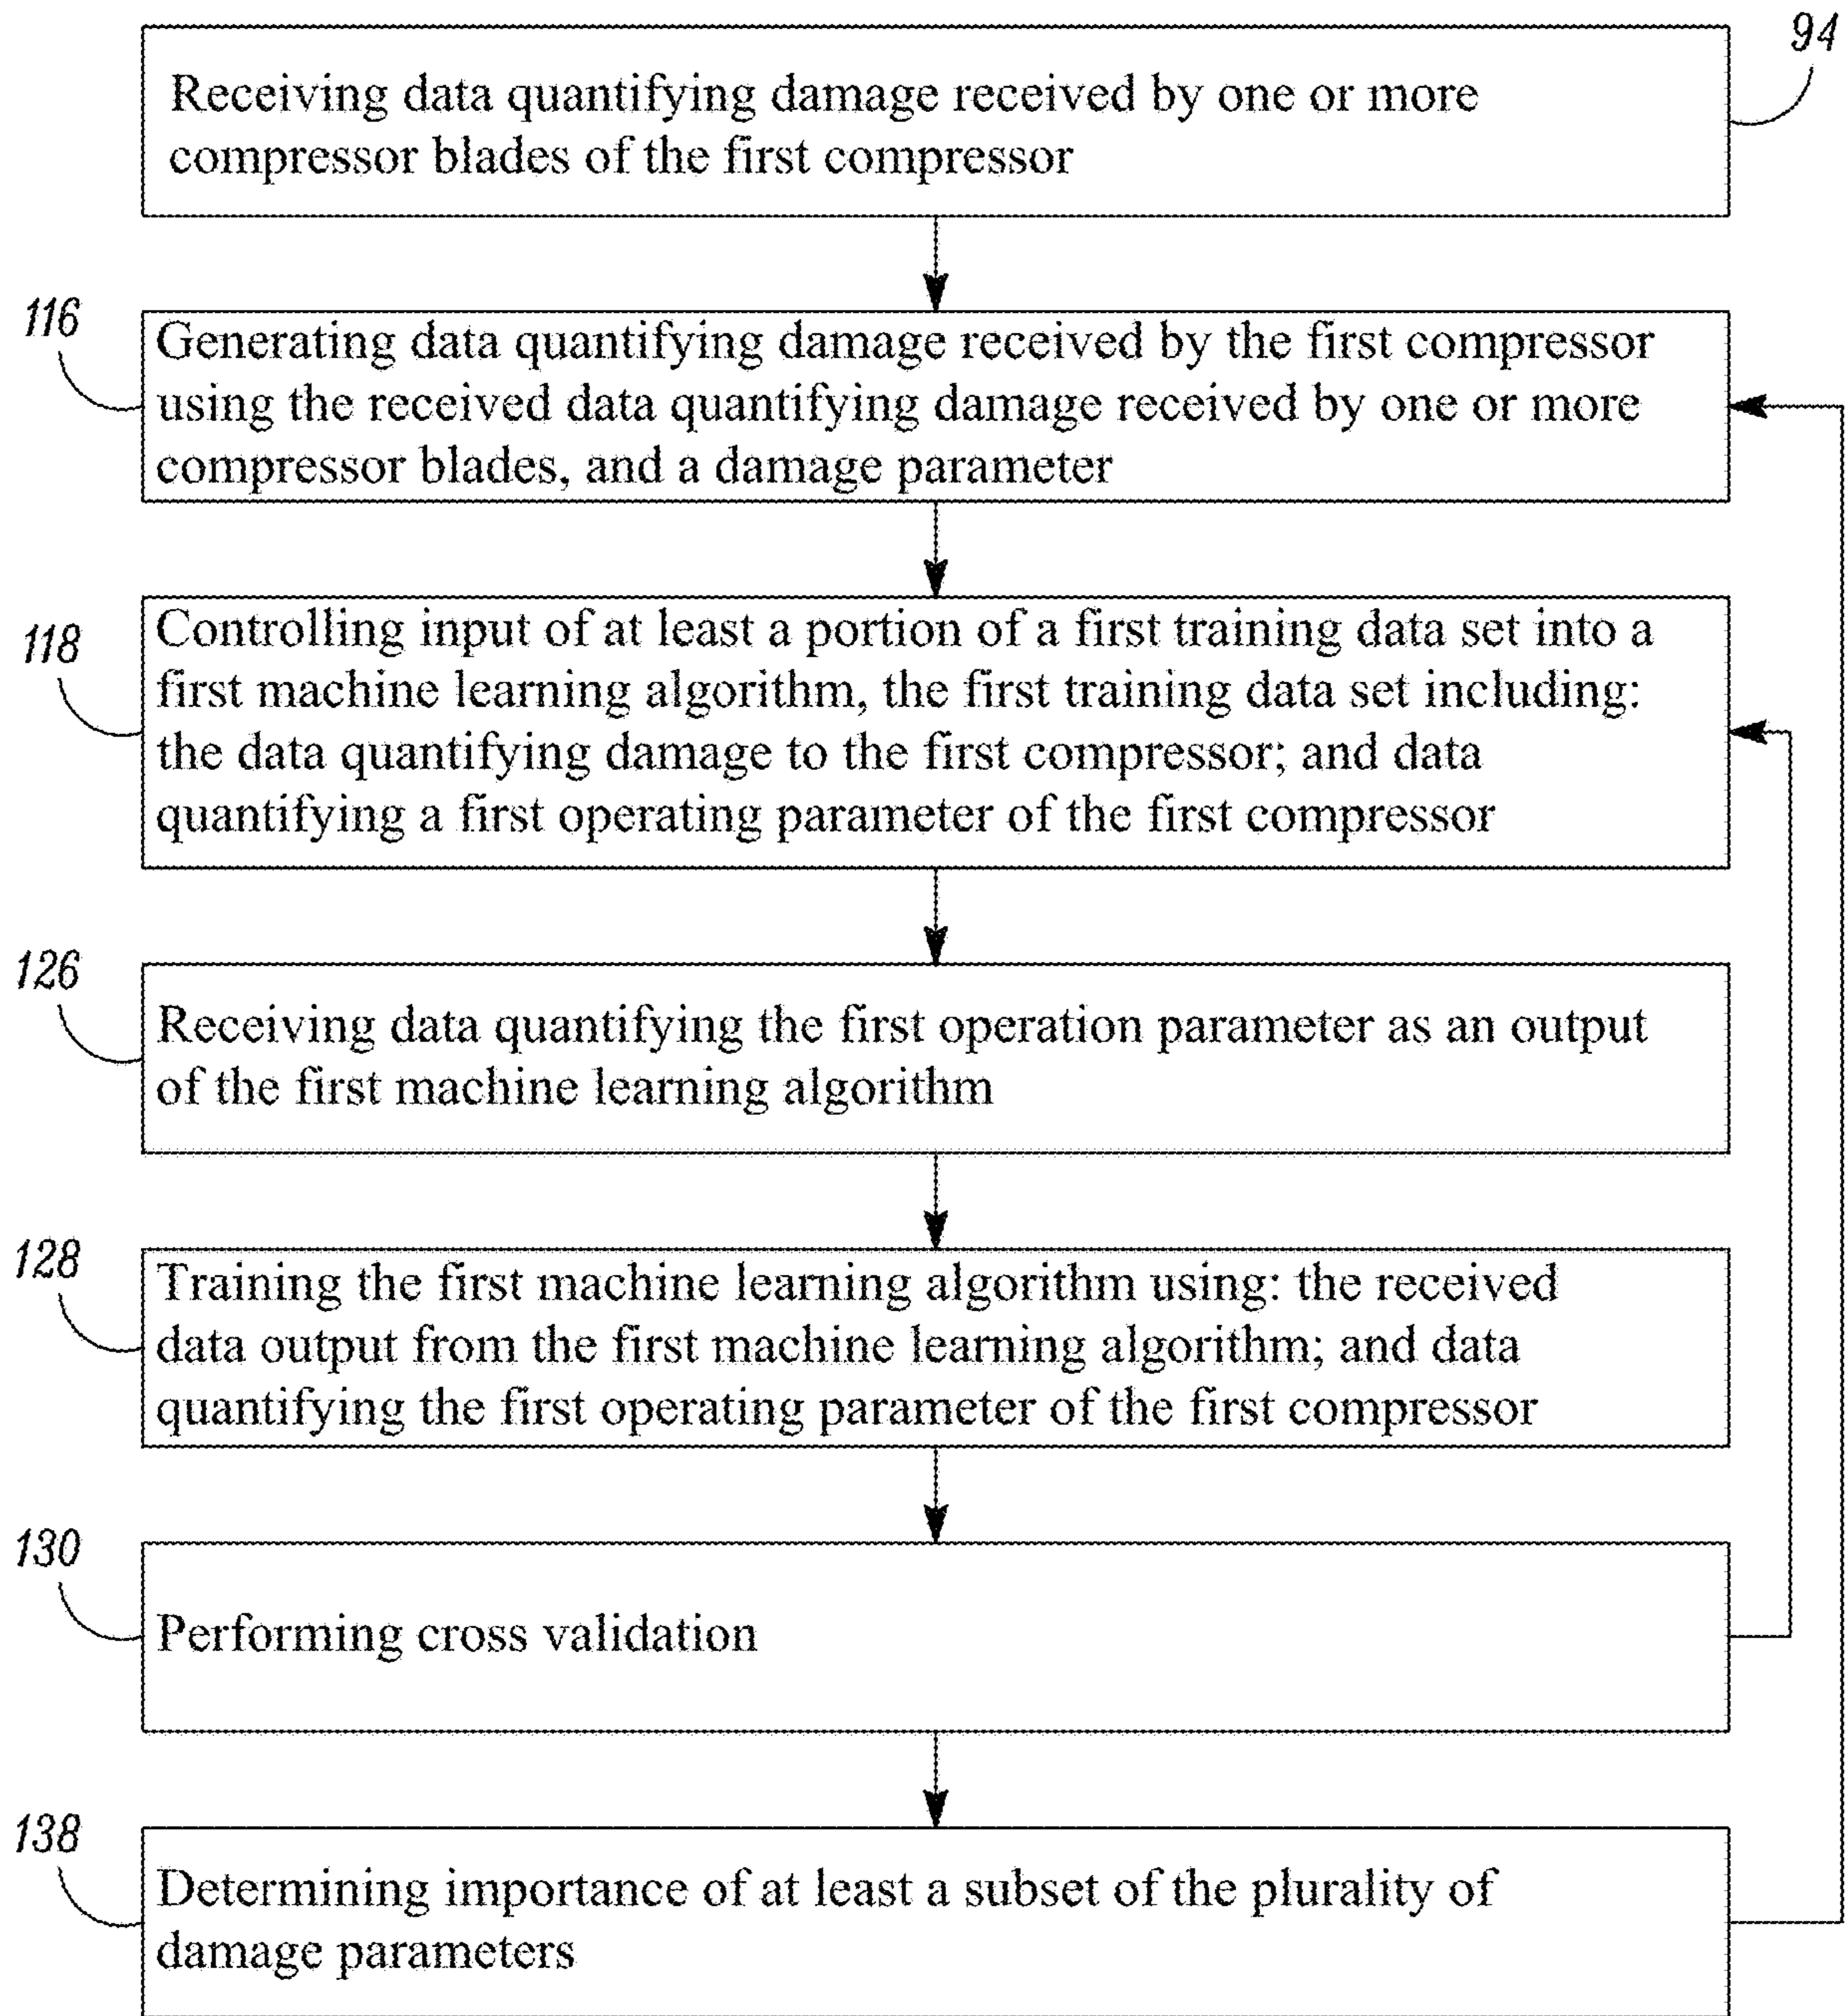 94
Receiving data quantifying damage received by one or more
compressor blades of the first compressor
116
Generating data quantifying damage received by the first compressor
using the received data quantifying damage received by one or more
compressor blades, and a damage parameter
118
Controlling input of at least a portion of a first training data set into a
first machine learning algorithm, the first training data set including:
the data quantifying damage to the first compressor; and data
quantifying a first operating parameter of the first compressor
126
Receiving data quantifying the first operation parameter as an output
of the first machine learning algorithm
128
Training the first machine learning algorithm using: the received
data output from the first machine learning algorithm; and data
quantifying the first operating parameter of the first compressor
130
Performing cross validation
138
Determining importance of at least a subset of the plurality of
damage parameters